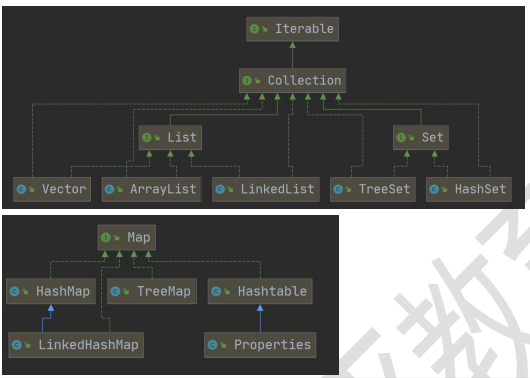 Iterable
Collection
List
Set
Vector
ArrayList
LinkedList
TreeSet
HashSet
Map
HashMap
TreeMap
Hashtable
LinkedHashMap
Properties